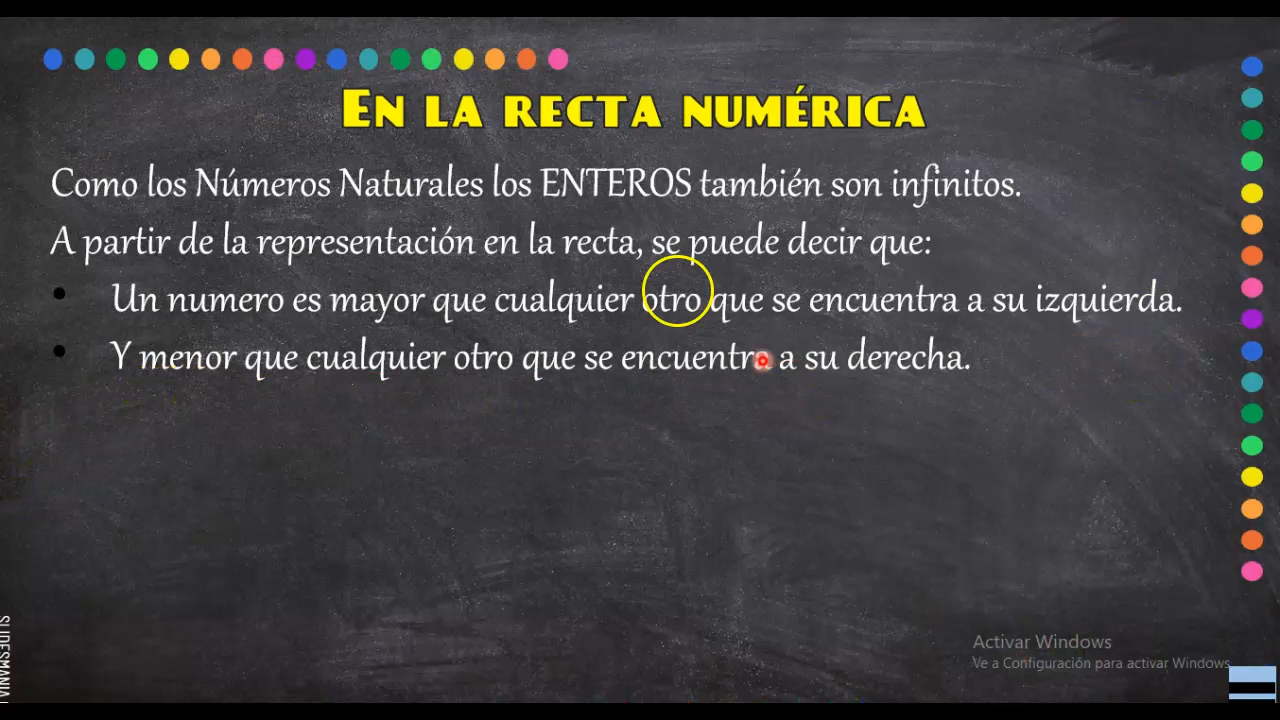 En la recta numérica
Como los Números Naturales los ENTEROS también son infinitos.
A partir de la representación en la recta, se puede decir que:
• Un numero es mayor que cualquier otro que se encuentra a su izquierda.
• Y menor que cualquier otro que se encuentra a su derecha.
Activar Windows
Ve a Configuración para activar Windows.
SLIDESMANIA